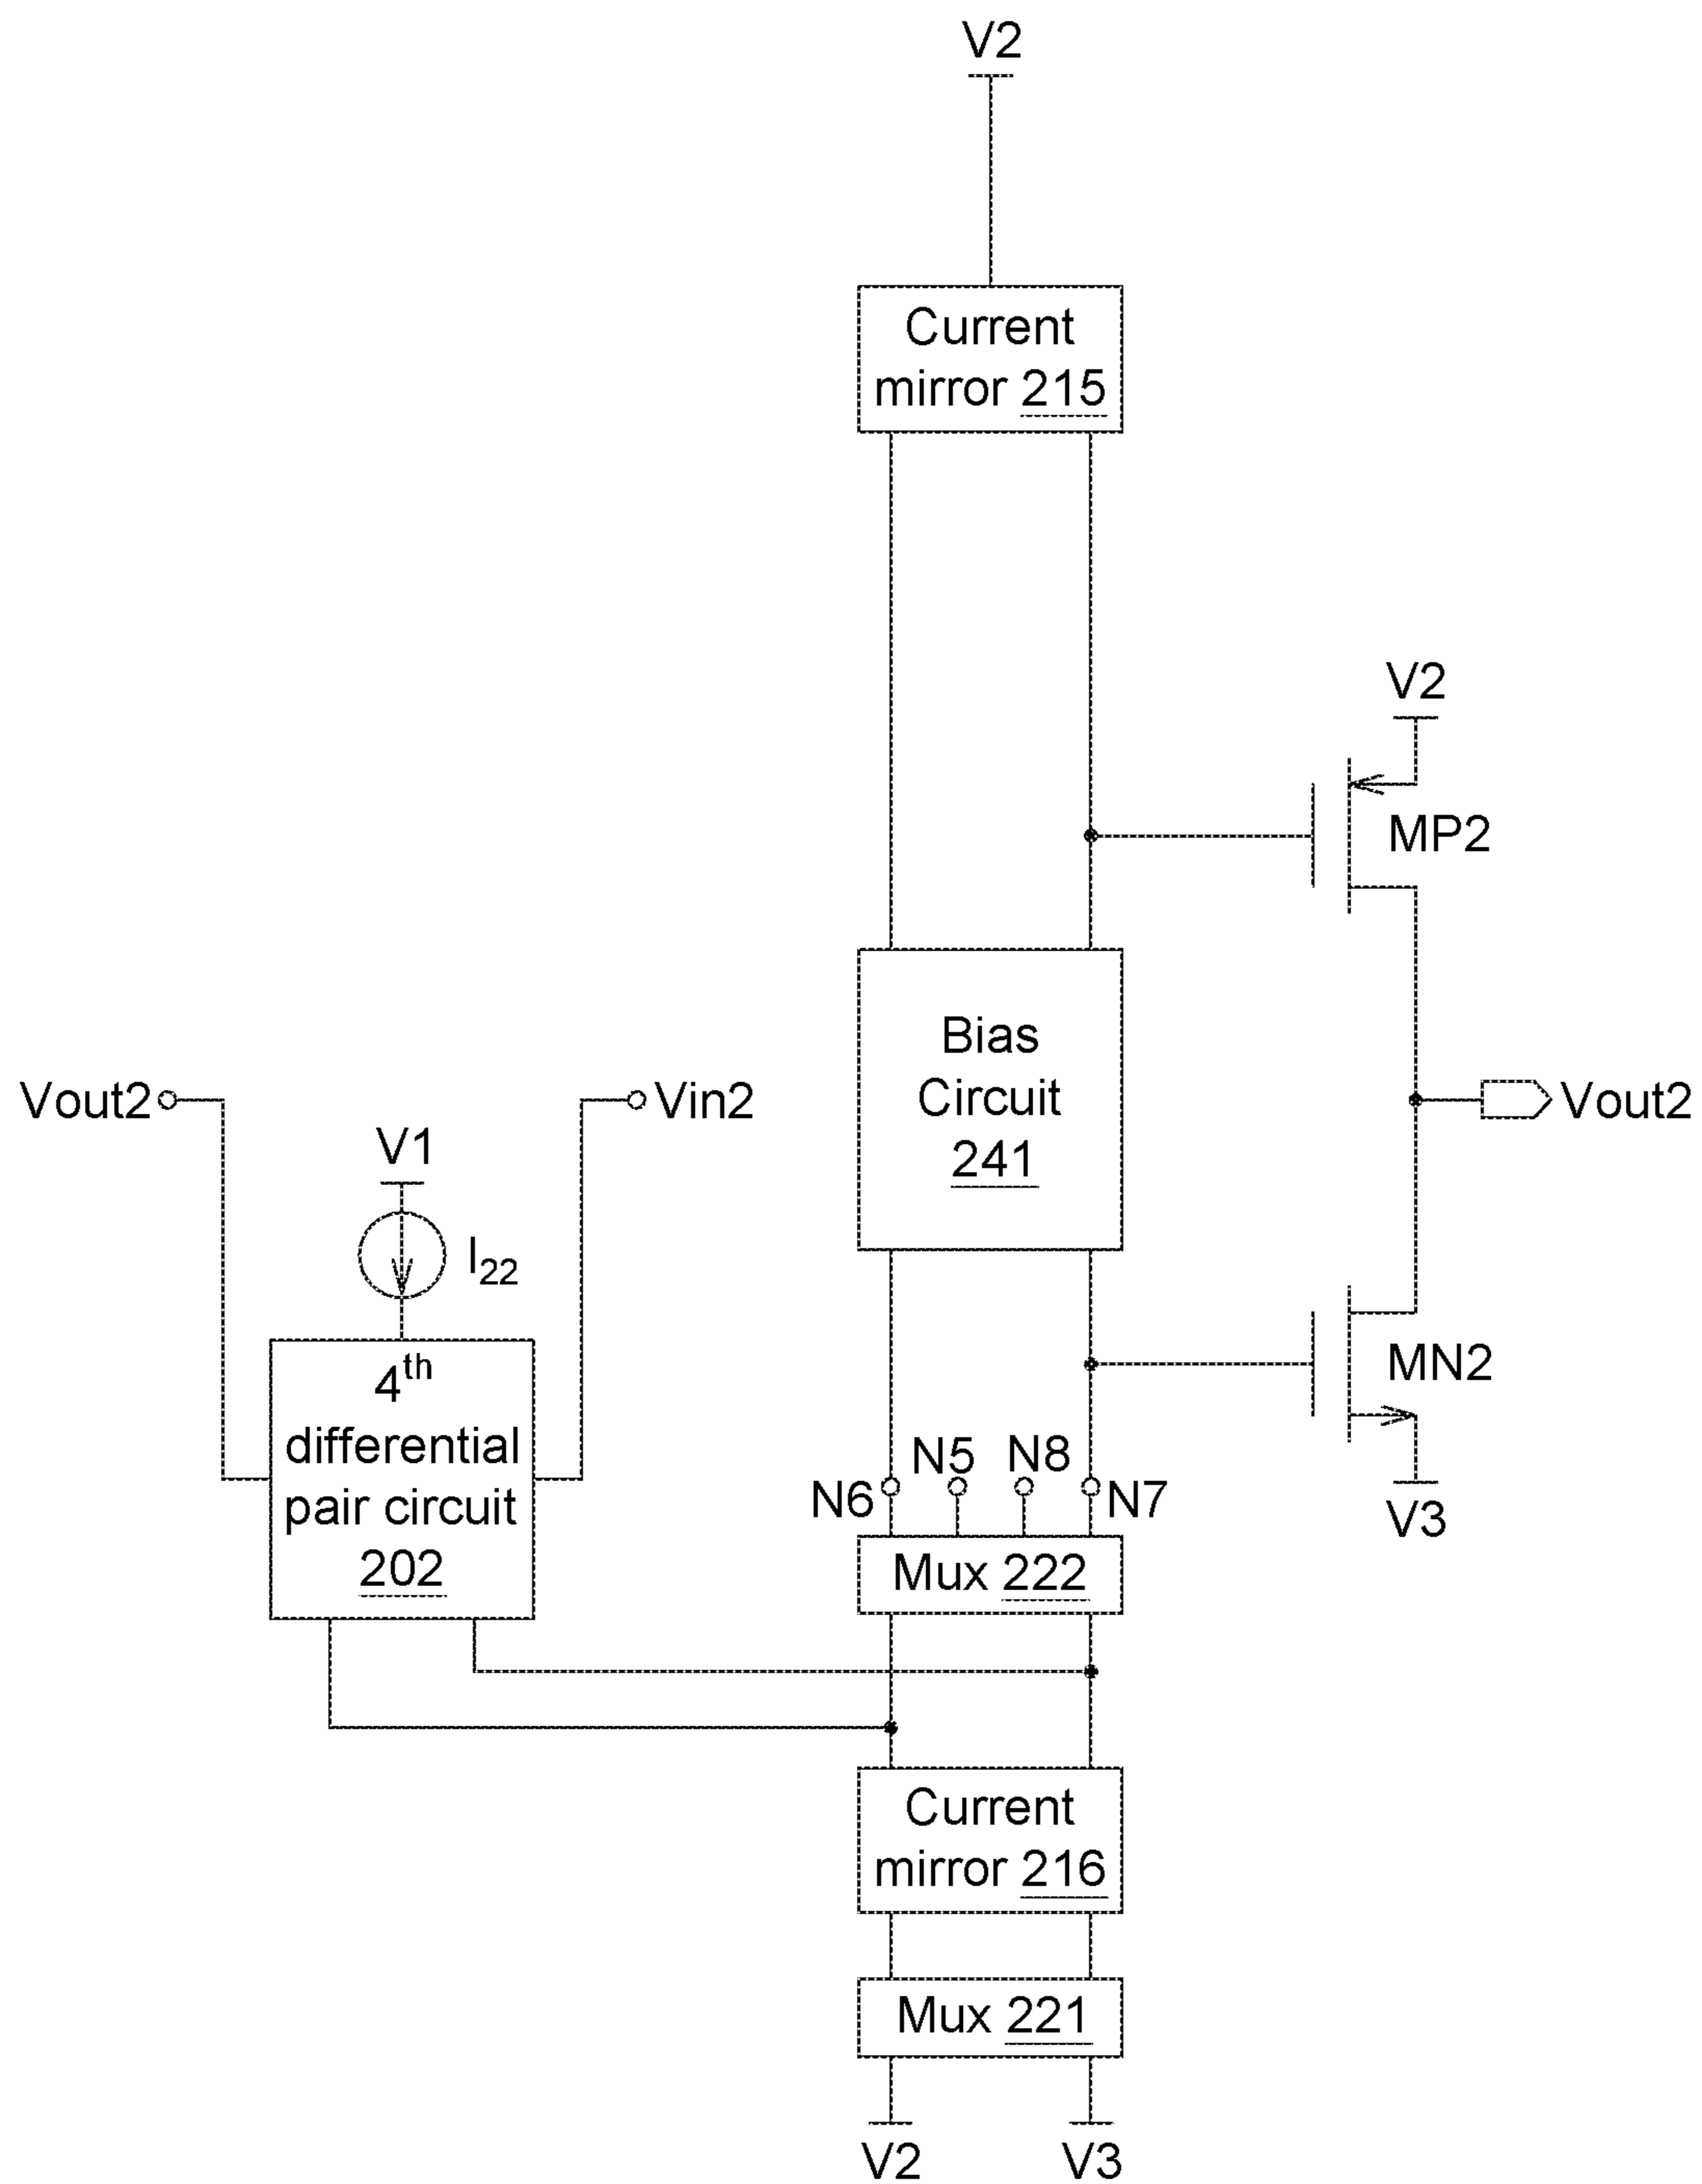 V2
Current
mirror 215
V2
MP2
Bias
Circuit
241
Vout2
Vin2
Vout2
V1
I22
4th
differential
pair circuit
202
MN2
V3
N6
N5
N8
N7
Mux 222
Current
mirror 216
Mux 221
V2
V3